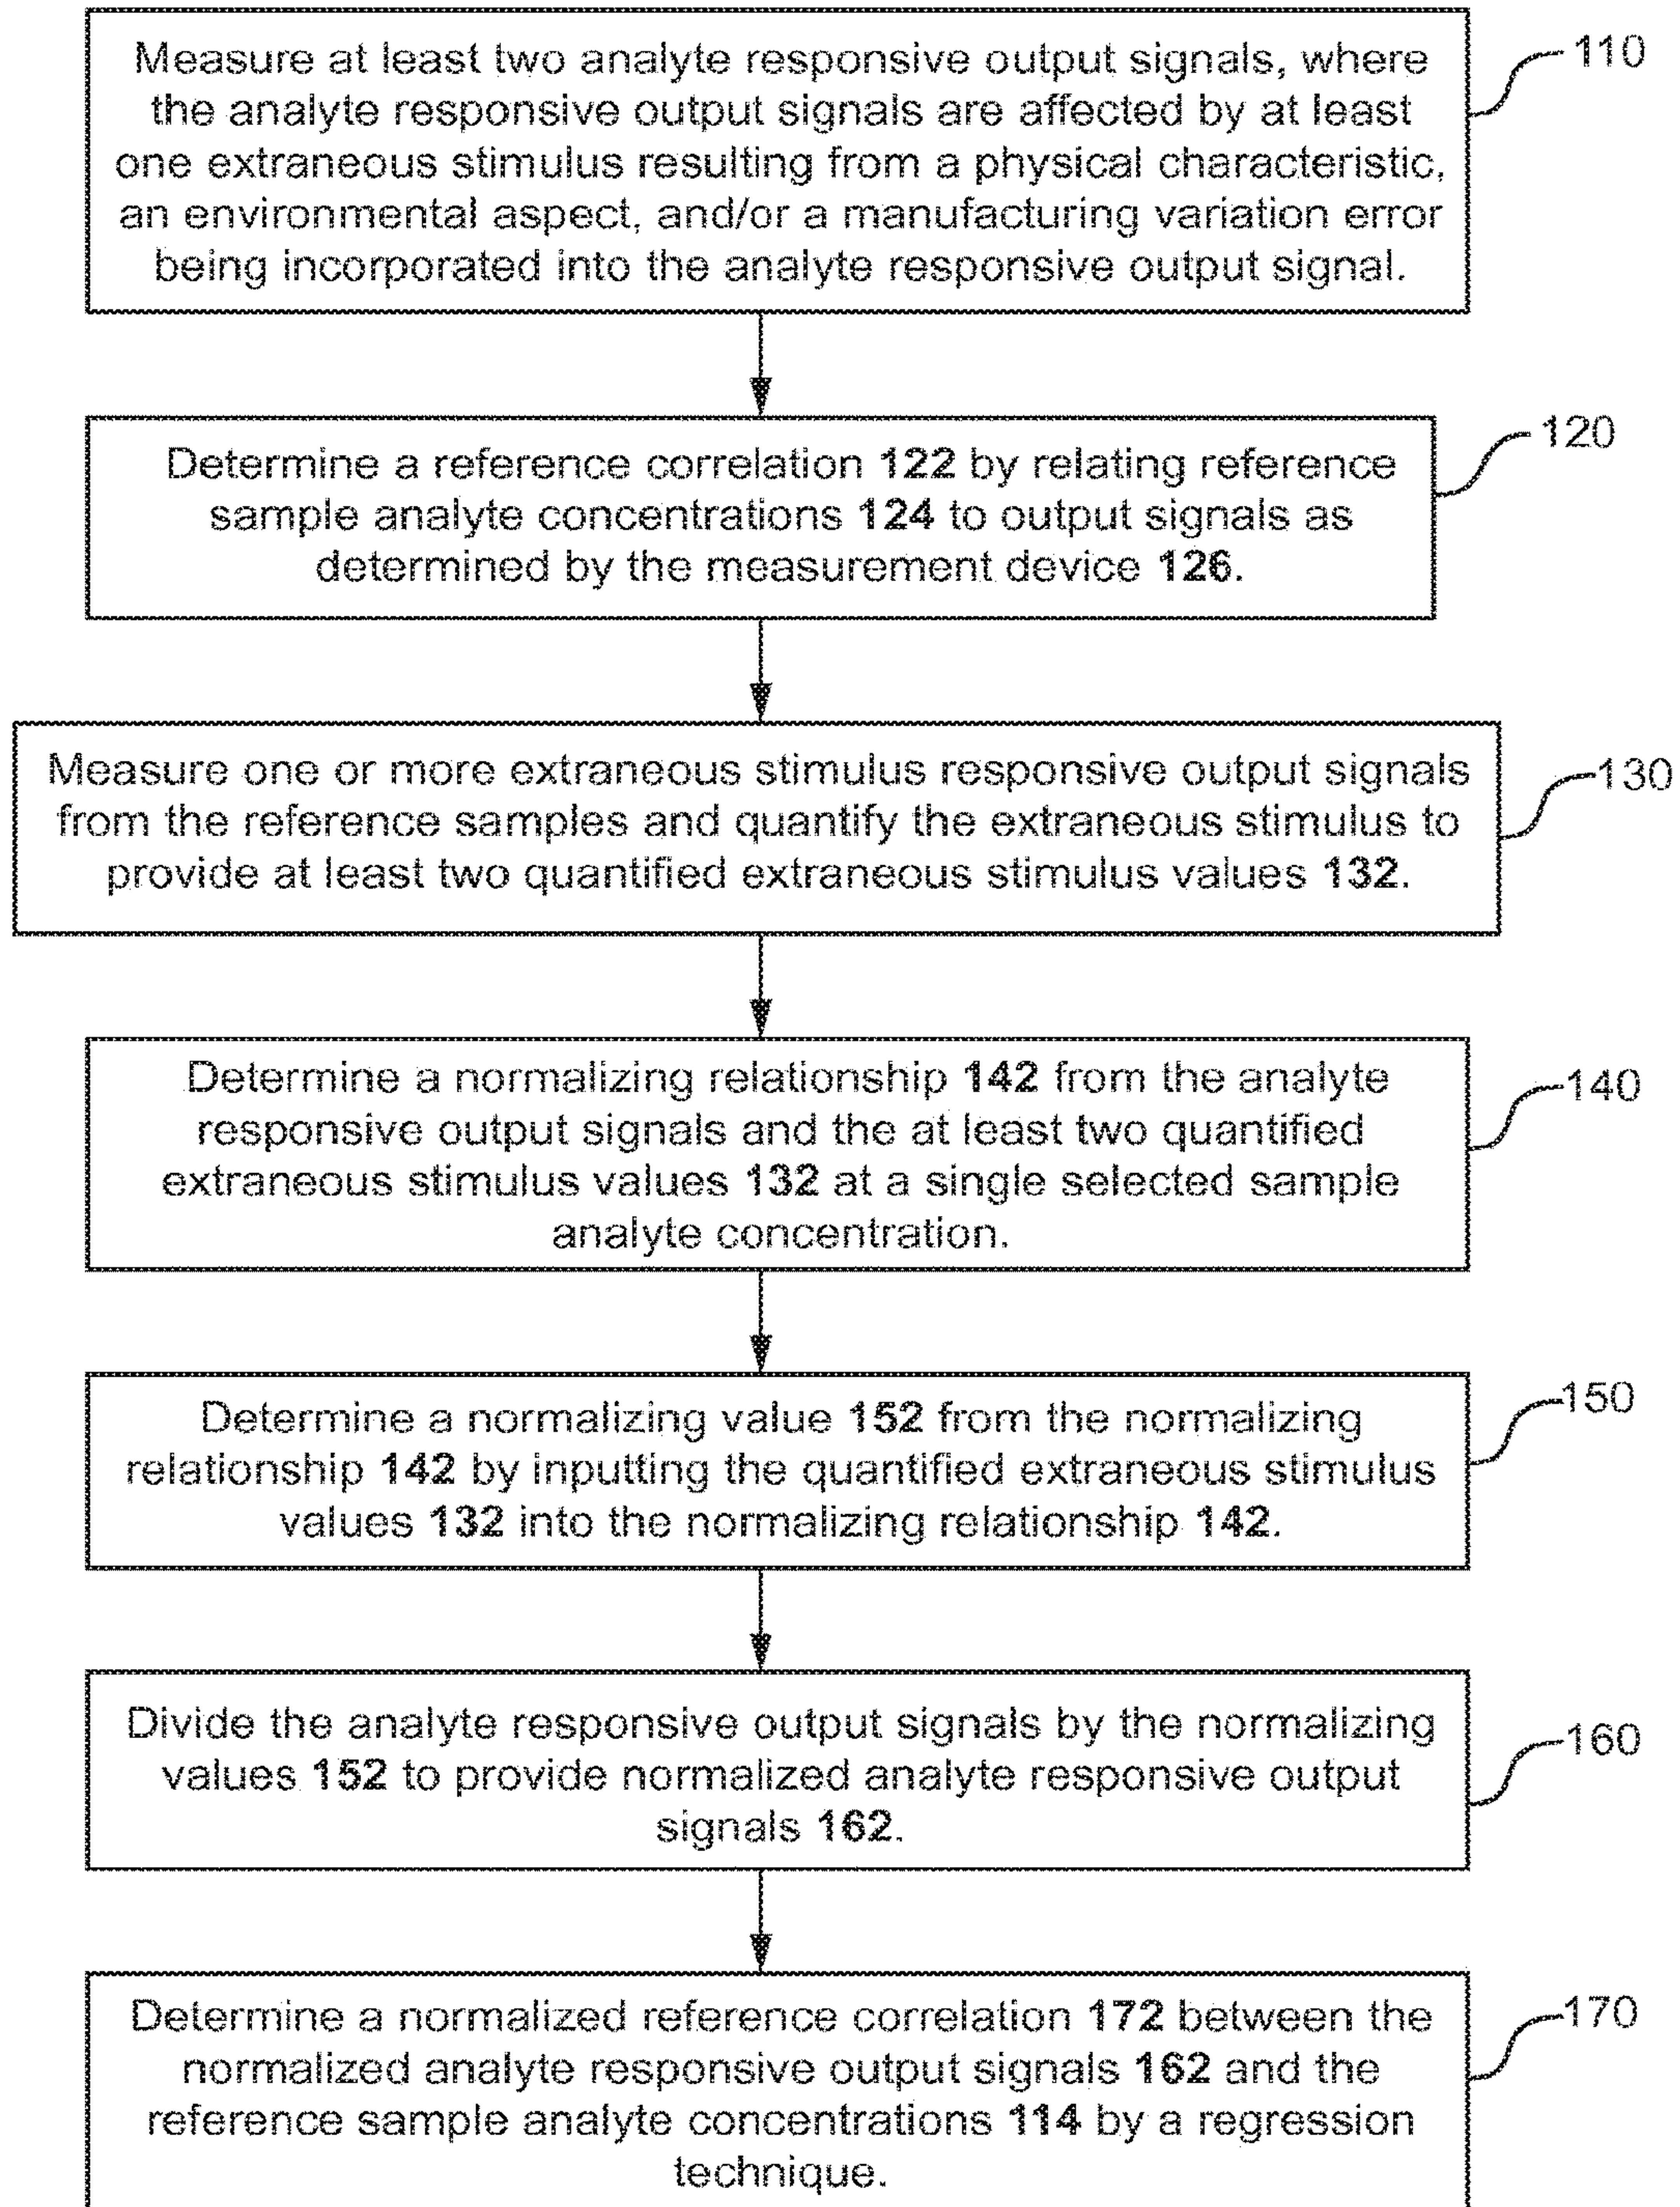 Measure at least two analyte responsive output signals, where
the analyte responsive output signals are affected by at least
one extraneous stimulus resulting from a physical characteristic,
an environmental aspect, and/or a manufacturing variation error
being incorporated into the analyte responsive output signal.
110
Determine a reference correlation 122 by relating reference
sample analyte concentrations 124 to output signals as
determined by the measurement device 126.
120
Measure one or more extraneous stimulus responsive output signals
from the reference samples and quantify the extraneous stimulus to
provide at least two quantified extraneous stimulus values 132.
130
Determine a normalizing relationship 142 from the analyte
responsive output signals and the at least two quantified
extraneous stimulus values 132 at a single selected sample
analyte concentration.
140
Determine a normalizing value 152 from the normalizing
relationship 142 by inputting the quantified extraneous stimulus
values 132 into the normalizing relationship 142.
150
Divide the analyte responsive output signals by the normalizing
values 152 to provide normalized analyte responsive output
signals 162.
160
Determine a normalized reference correlation 172 between the
normalized analyte responsive output signals 162 and the
reference sample analyte concentrations 114 by a regression
technique.
170